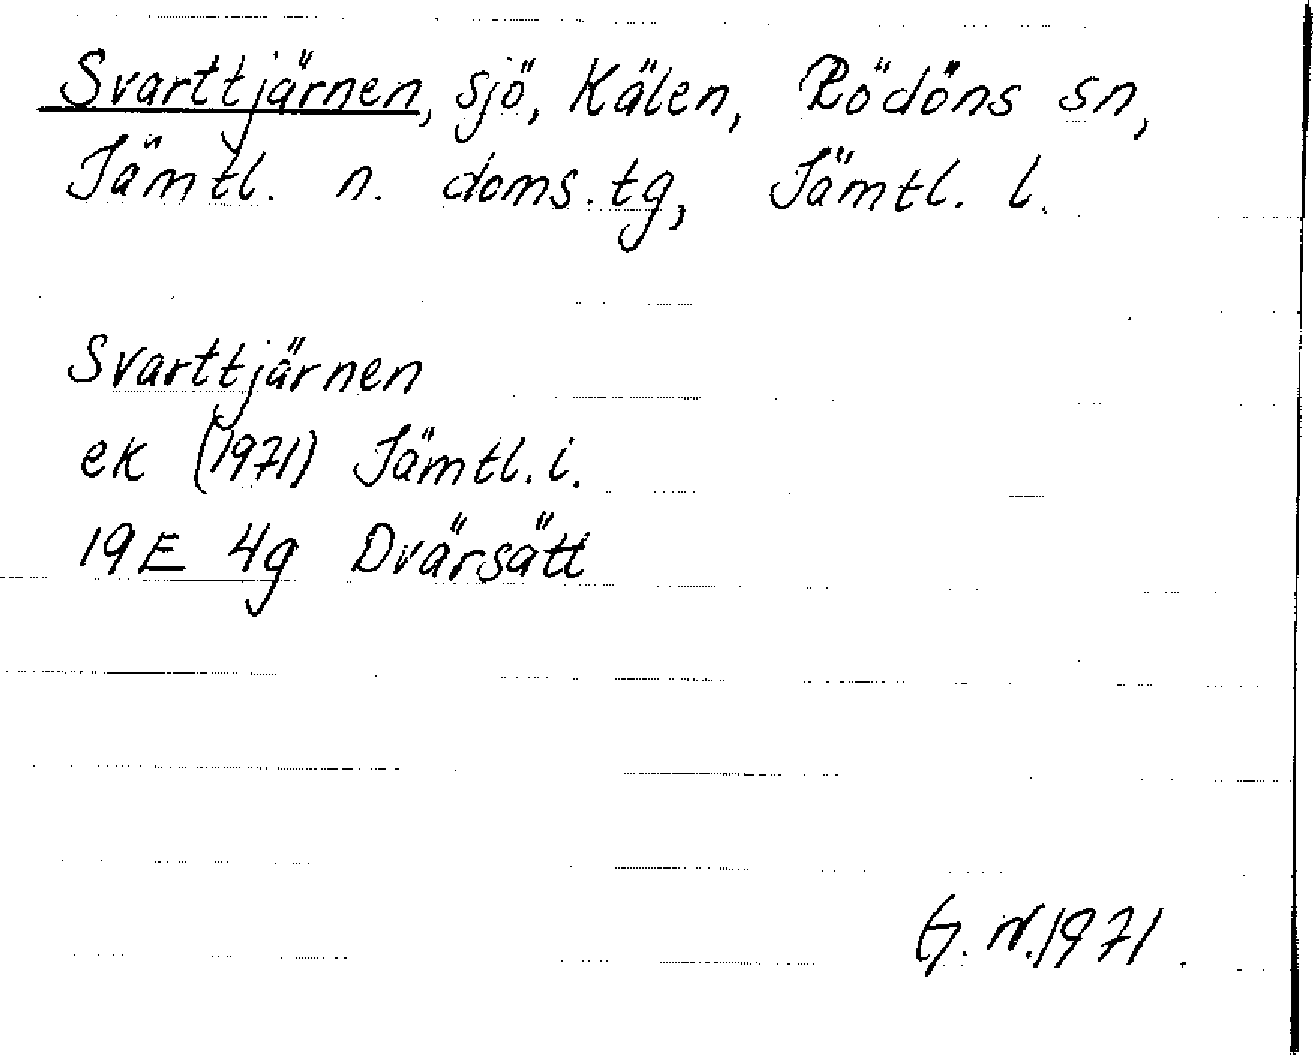 Svarttjärnen, sjö, Kälen, Rödöns sn,
Jämtl. n. doms.tg, Jämtl. l.
Svarttjärnen
ek (1971) Jämtl. i.
19E 4g Dvärsätt
G. N. 1971.